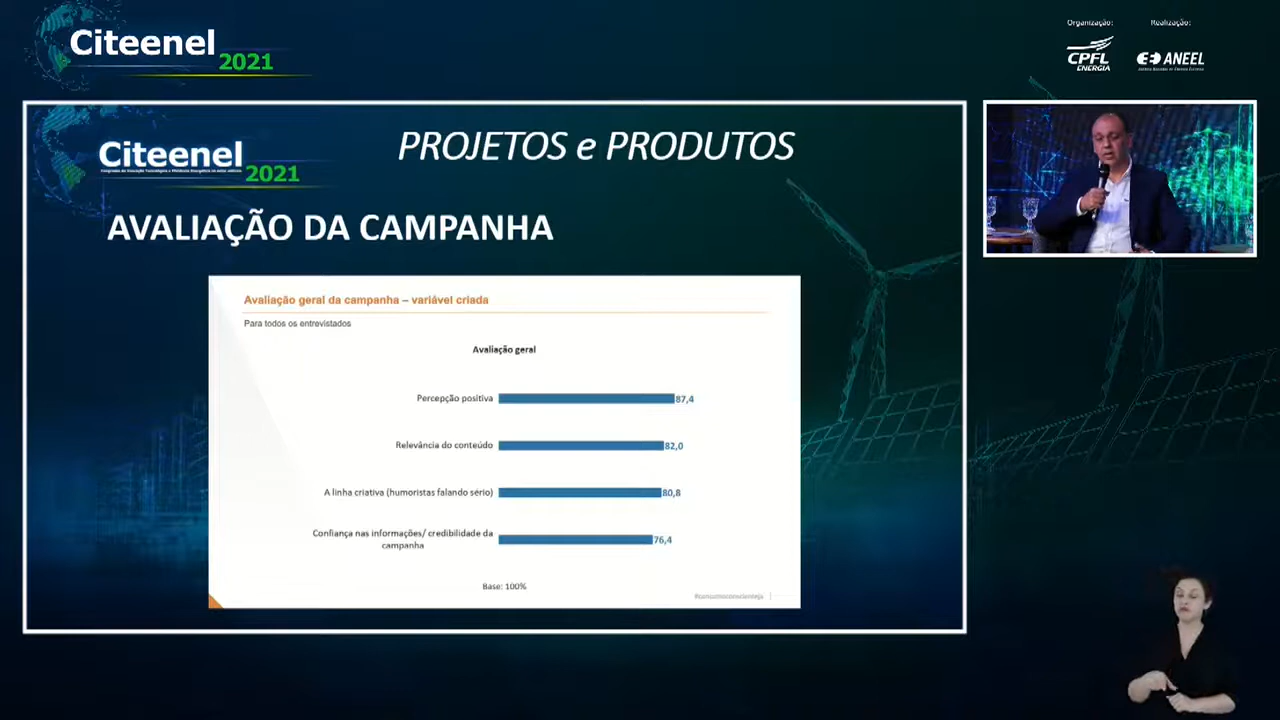 Citeenel
2021
Organização:
Realização:
CPFL
ENERGIA
ANEEL
Citeenel
2021
PROJETOS e PRODUTOS
AVALIAÇÃO DA CAMPANHA
Avaliação geral da campanha – variável criada
Para todos os entrevistados
Avaliação geral
Percepção positiva 87,4
Relevância do conteúdo 82,0
A linha criativa (humoristas falando sério) 80,8
Confiança nas informações/ credibilidade da
campanha 76,4
Base: 100%
#consumoconscienteja